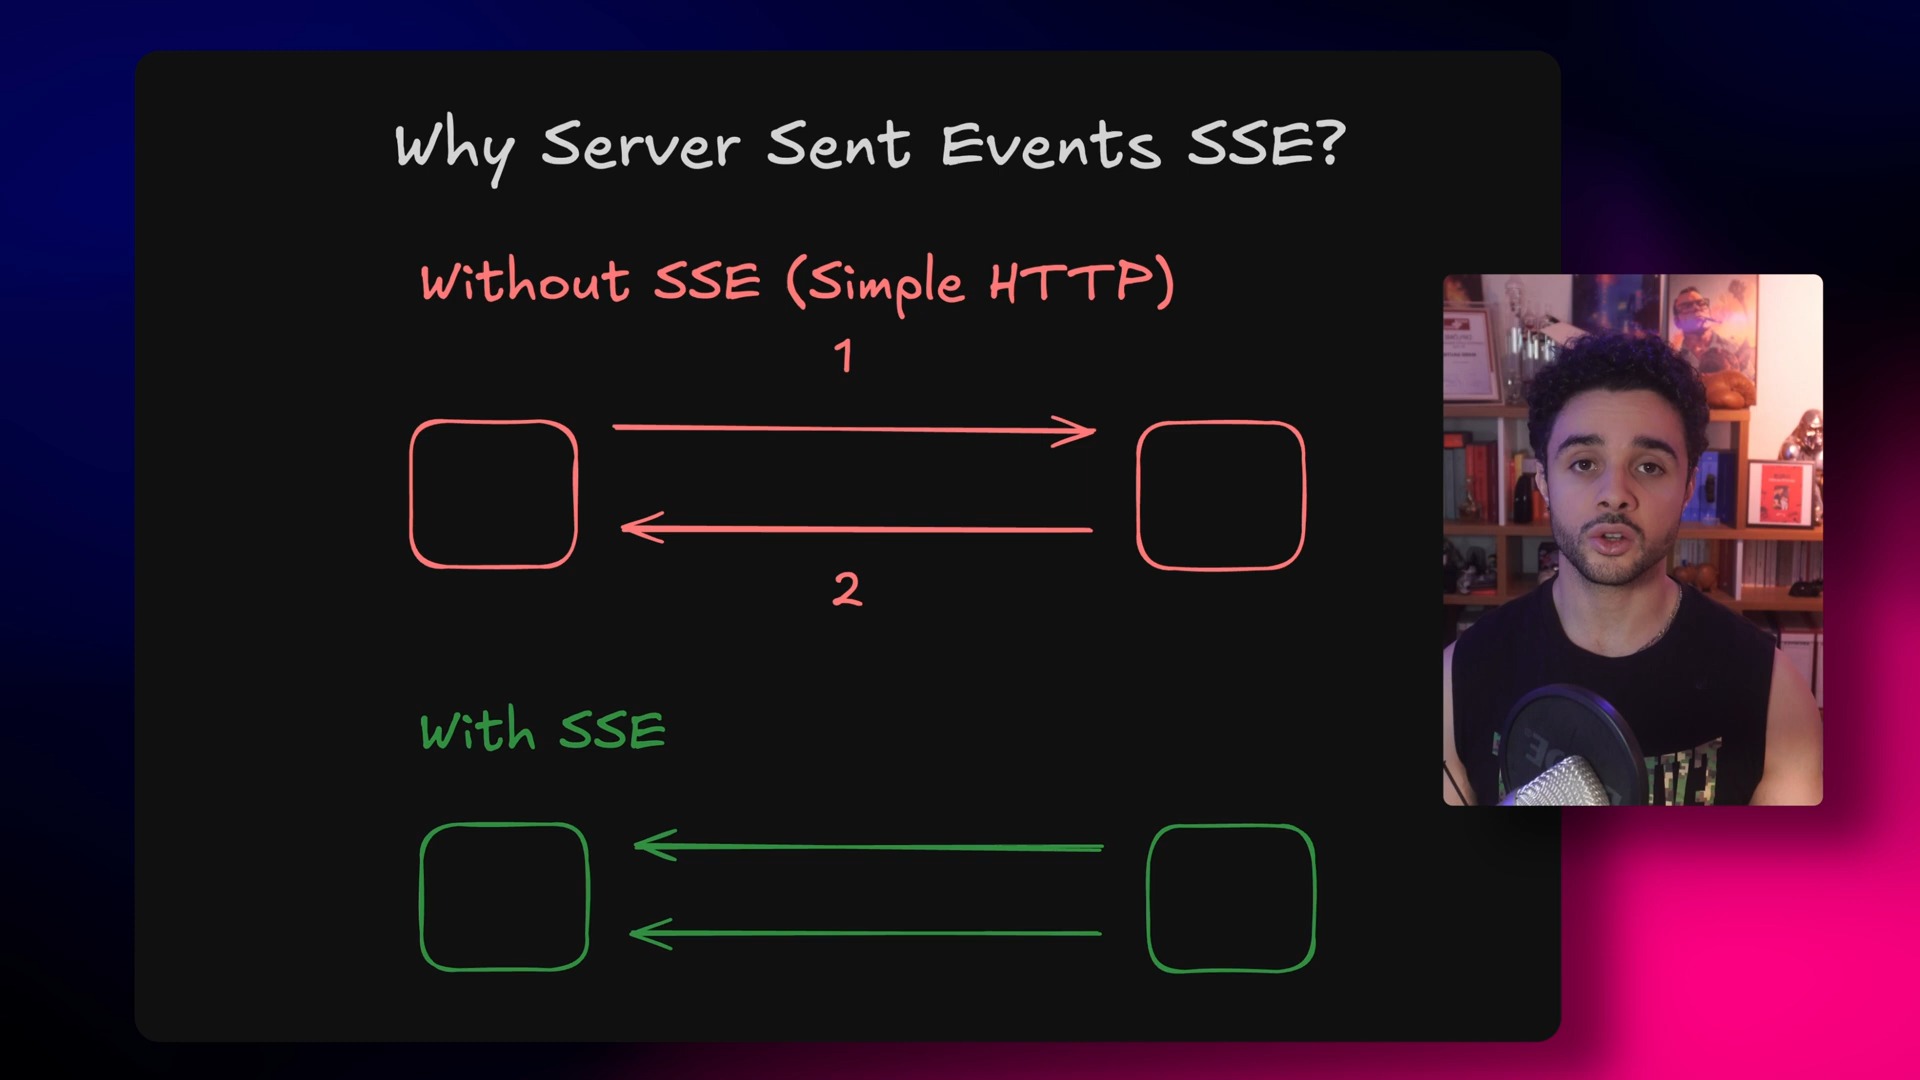 Why Server Sent Events SSE?
Without SSE (Simple HTTP)
1
2
With SSE